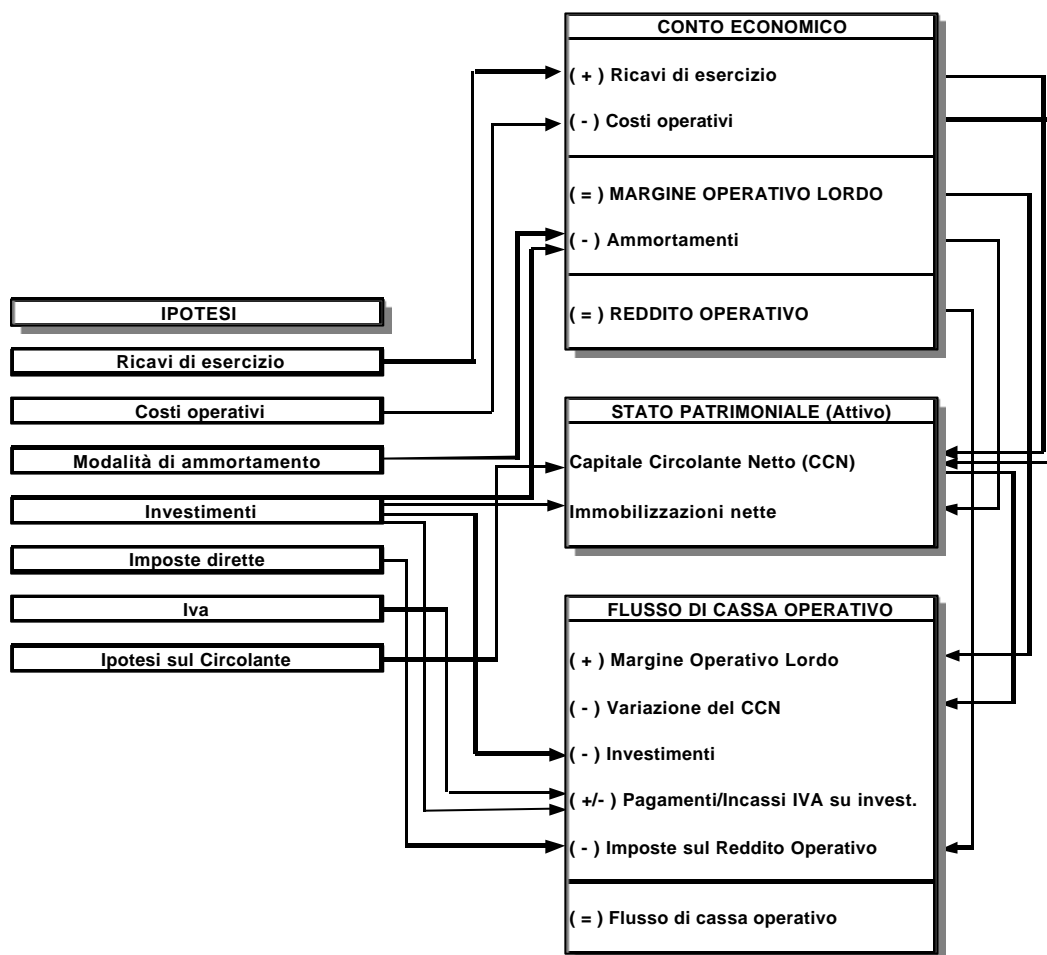 CONTO ECONOMICO
( + ) Ricavi di esercizio
( - ) Costi operativi
( = ) MARGINE OPERATIVO LORDO
( - ) Ammortamenti
( = ) REDDITO OPERATIVO
IPOTESI
Ricavi di esercizio
Costi operativi
Modalità di ammortamento
Investimenti
Imposte dirette
Iva
Ipotesi sul Circolante
STATO PATRIMONIALE (Attivo)
Capitale Circolante Netto (CCN)
Immobilizzazioni nette
FLUSSO DI CASSA OPERATIVO
( + ) Margine Operativo Lordo
( - ) Variazione del CCN
( - ) Investimenti
( +/- ) Pagamenti/Incassi IVA su invest.
( - ) Imposte sul Reddito Operativo
( = ) Flusso di cassa operativo